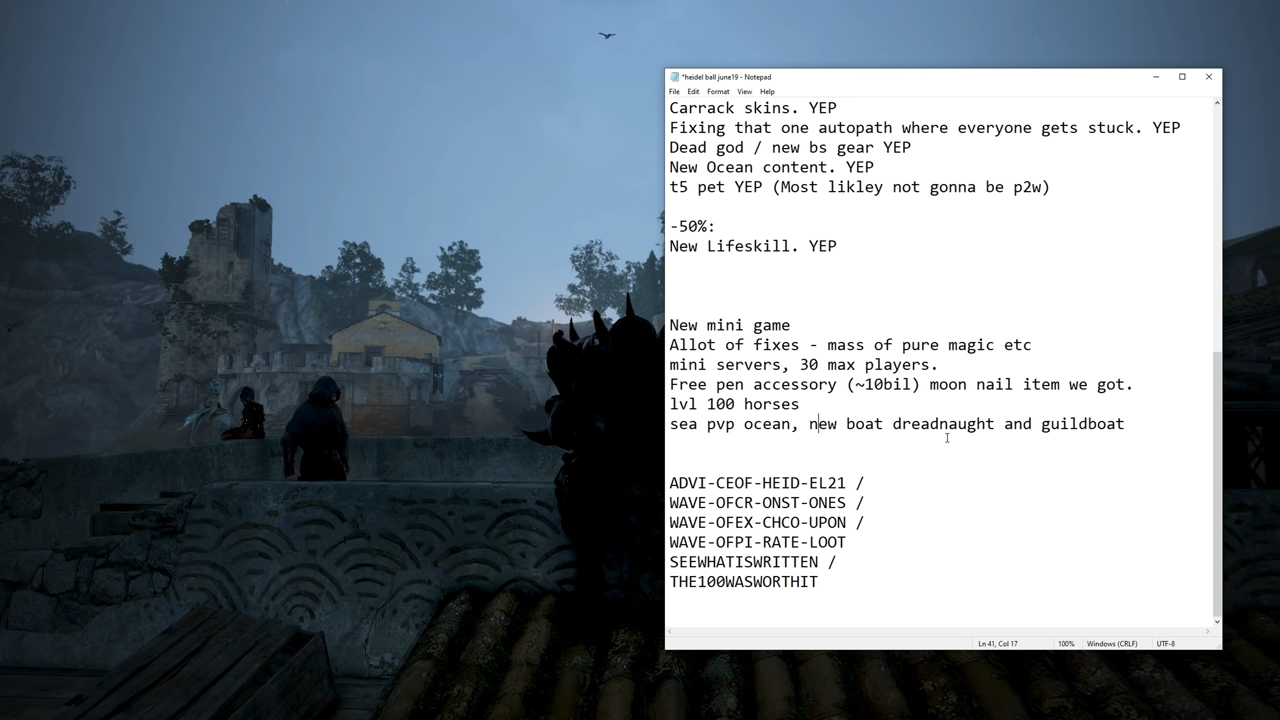 *heidel ball june19 - Notepad
File Edit Format View Help
Carrack skins. YEP
Fixing that one autopath where everyone gets stuck. YEP
Dead god / new bs gear YEP
New Ocean content. YEP
t5 pet YEP (Most likley not gonna be p2w)
-50%:
New Lifeskill. YEP
New mini game
Allot of fixes - mass of pure magic etc
mini servers, 30 max players.
Free pen accessory (~10bil) moon nail item we got.
lvl 100 horses
sea pvp ocean, new boat dreadnaught and guildboat
ADVI-CEOF-HEID-EL21 /
WAVE-OFCR-ONST-ONES /
WAVE-OFEX-CHCO-UPON /
WAVE-OFPI-RATE-LOOT
SEEWHATISWRITTEN /
THE100WASWORTHIT
Ln 41, Col 17 100% Windows (CRLF) UTF-8